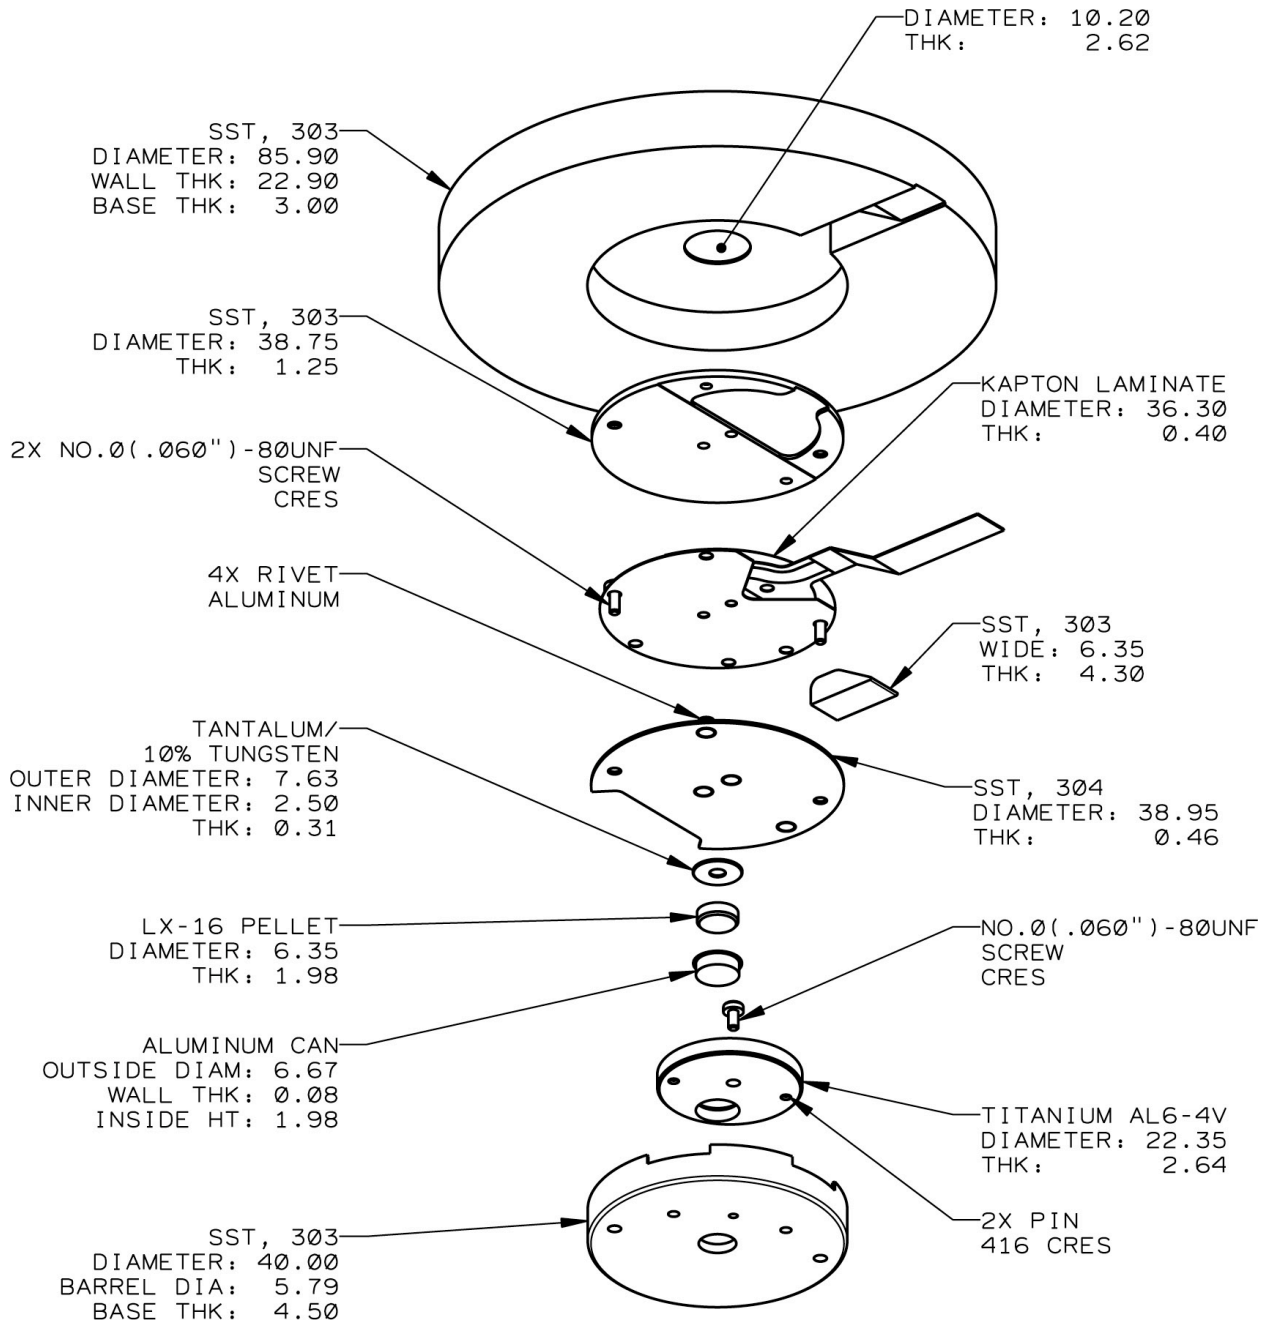 DIAMETER: 10.20
THK: 2.62
SST, 303
DIAMETER: 85.90
WALL THK: 22.90
BASE THK: 3.00
SST, 303
DIAMETER: 38.75
THK: 1.25
KAPTON LAMINATE
DIAMETER: 36.30
THK: 0.40
2X NO.0(.060")-80UNF
SCREW
CRES
4X RIVET
ALUMINUM
SST, 303
WIDE: 6.35
THK: 4.30
TANTALUM/
10% TUNGSTEN
OUTER DIAMETER: 7.63
INNER DIAMETER: 2.50
THK: 0.31
SST, 304
DIAMETER: 38.95
THK: 0.46
LX-16 PELLET
DIAMETER: 6.35
THK: 1.98
NO.0(.060")-80UNF
SCREW
CRES
ALUMINUM CAN
OUTSIDE DIAM: 6.67
WALL THK: 0.08
INSIDE HT: 1.98
TITANIUM AL6-4V
DIAMETER: 22.35
THK: 2.64
2X PIN
416 CRES
SST, 303
DIAMETER: 40.00
BARREL DIA: 5.79
BASE THK: 4.50